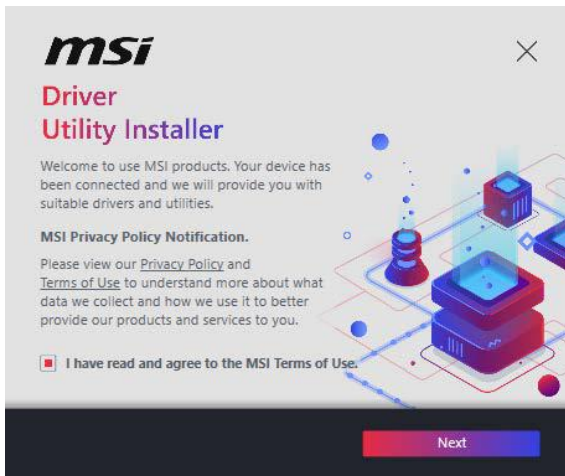 msi
Driver
Utility Installer
Welcome to use MSI products. Your device has
been connected and we will provide you with
suitable drivers and utilities.
MSI Privacy Policy Notification.
Please view our Privacy Policy and
Terms of Use to understand more about what
data we collect and how we use it to better
provide our products and services to you.
I have read and agree to the MSI Terms of Use.
Next